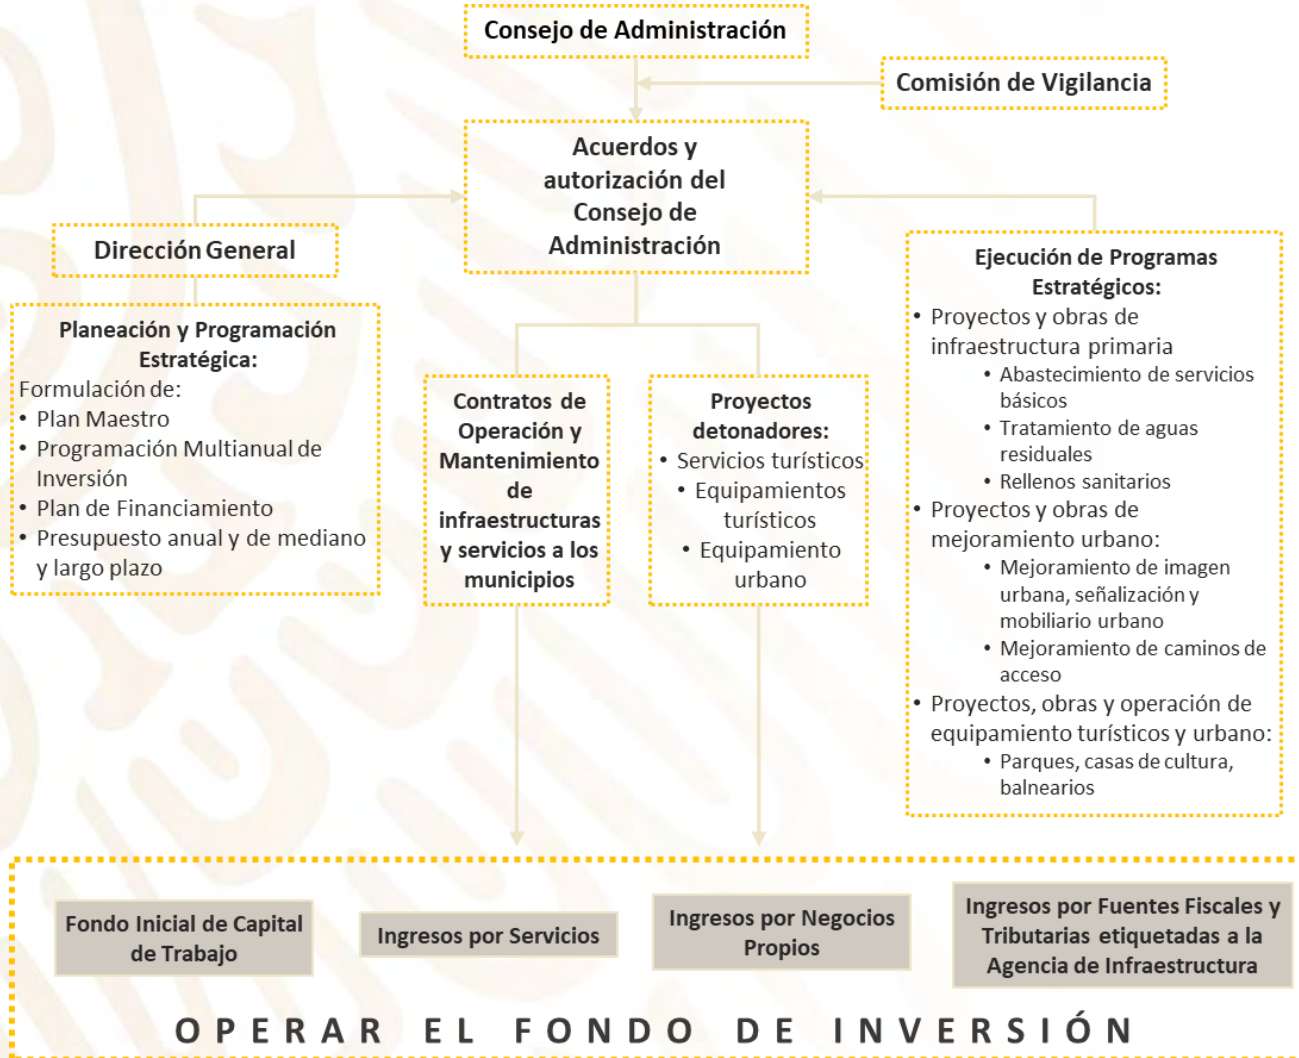 Consejo de Administración
Comisión de Vigilancia
Acuerdos y
autorización del
Consejo de
Administración
Dirección General
Planeación y Programación
Estratégica:
Formulación de:
• Plan Maestro
• Programación Multianual de
Inversión
• Plan de Financiamiento
• Presupuesto anual y de mediano
y largo plazo
Contratos de
Operación y
Mantenimiento
de
infraestructuras
y servicios a los
municipios
Proyectos
detonadores:
• Servicios turísticos
• Equipamientos
turísticos
• Equipamiento
urbano
Ejecución de Programas
Estratégicos:
• Proyectos y obras de
infraestructura primaria
• Abastecimiento de servicios
básicos
• Tratamiento de aguas
residuales
• Rellenos sanitarios
• Proyectos y obras de
mejoramiento urbano:
• Mejoramiento de imagen
urbana, señalización y
mobiliario urbano
• Mejoramiento de caminos de
acceso
• Proyectos, obras y operación de
equipamiento turísticos y urbano:
• Parques, casas de cultura,
balnearios
Fondo Inicial de Capital
de Trabajo
Ingresos por Servicios
Ingresos por Negocios
Propios
Ingresos por Fuentes Fiscales y
Tributarias etiquetadas a la
Agencia de Infraestructura
OPERAR EL FONDO DE INVERSIÓN